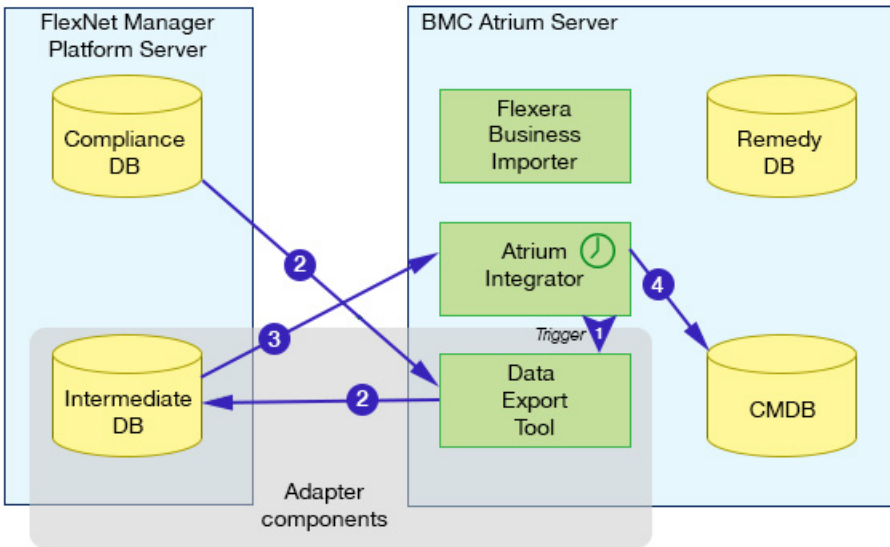 FlexNet Manager
Platform Server
BMC Atrium Server
Compliance
DB
Flexera
Business
Importer
Remedy
DB
2
Atrium
Integrator
4
3
Trigger
1
Intermediate
DB
2
Data
Export
Tool
CMDB
Adapter
components